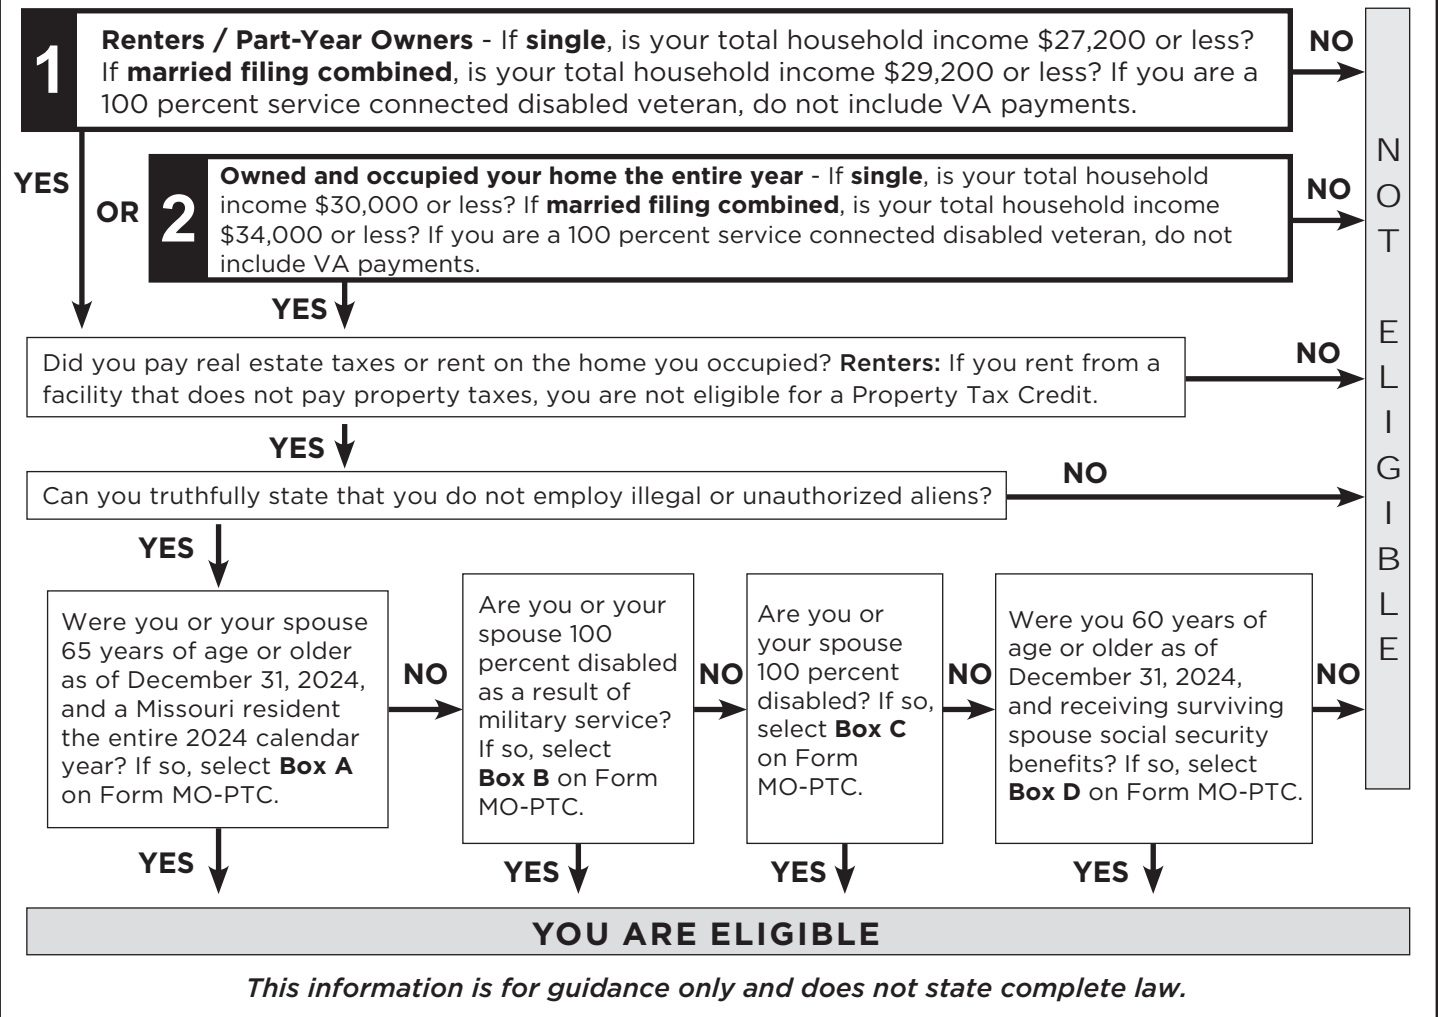 1
Renters / Part-Year Owners - If single, is your total household income $27,200 or less?
If married filing combined, is your total household income $29,200 or less? If you are a
100 percent service connected disabled veteran, do not include VA payments.
NO
YES
OR
2
Owned and occupied your home the entire year - If single, is your total household
income $30,000 or less? If married filing combined, is your total household income
$34,000 or less? If you are a 100 percent service connected disabled veteran, do not
include VA payments.
NO
YES
Did you pay real estate taxes or rent on the home you occupied? Renters: If you rent from a
facility that does not pay property taxes, you are not eligible for a Property Tax Credit.
NO
YES
Can you truthfully state that you do not employ illegal or unauthorized aliens?
NO
YES
Were you or your spouse
65 years of age or older
as of December 31, 2024,
and a Missouri resident
the entire 2024 calendar
year? If so, select Box A
on Form MO-PTC.
NO
YES
Are you or your
spouse 100
percent disabled
as a result of
military service?
If so, select
Box B on Form
MO-PTC.
NO
YES
Are you or
your spouse
100 percent
disabled? If so,
select Box C
on Form
MO-PTC.
NO
YES
Were you 60 years of
age or older as of
December 31, 2024,
and receiving surviving
spouse social security
benefits? If so, select
Box D on Form MO-PTC.
NO
YES
NOT ELIGIBLE
YOU ARE ELIGIBLE
This information is for guidance only and does not state complete law.